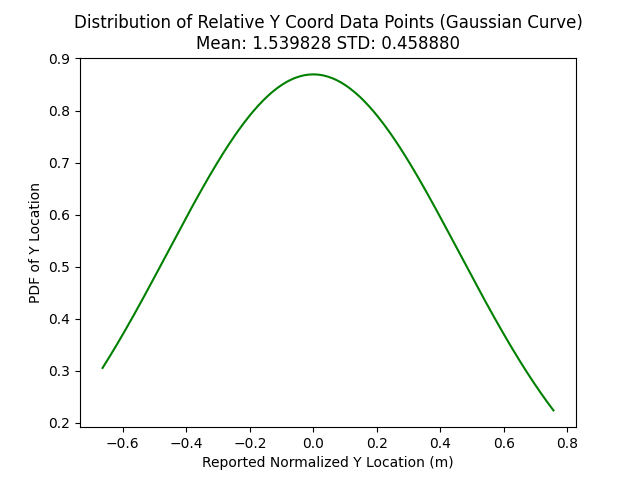 Distribution of Relative Y Coord Data Points (Gaussian Curve)
Mean: 1.539828 STD: 0.458880
0.9
0.8
0.7
0.6
0.5
0.4
0.3
0.2
PDF of Y Location
−0.6 −0.4 −0.2 0.0 0.2 0.4 0.6 0.8
Reported Normalized Y Location (m)